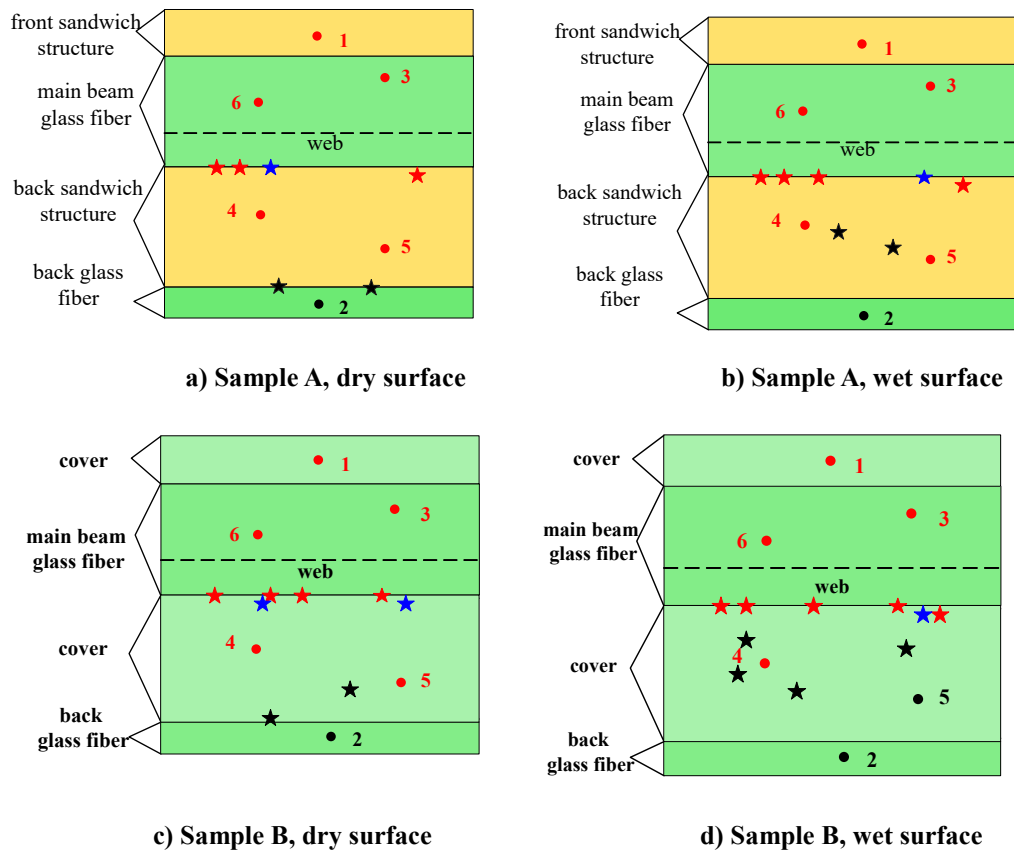 front sandwich
structure
1
3
main beam
glass fiber
6
web
back sandwich
structure
4
5
back glass
fiber
2
a) Sample A, dry surface
front sandwich
structure
1
3
main beam
glass fiber
6
web
back sandwich
structure
4
5
back glass
fiber
2
b) Sample A, wet surface
cover
1
3
main beam
glass fiber
6
web
cover
4
5
back
glass fiber
2
c) Sample B, dry surface
cover
1
3
main beam
glass fiber
6
web
cover
4
5
back
glass fiber
2
d) Sample B, wet surface